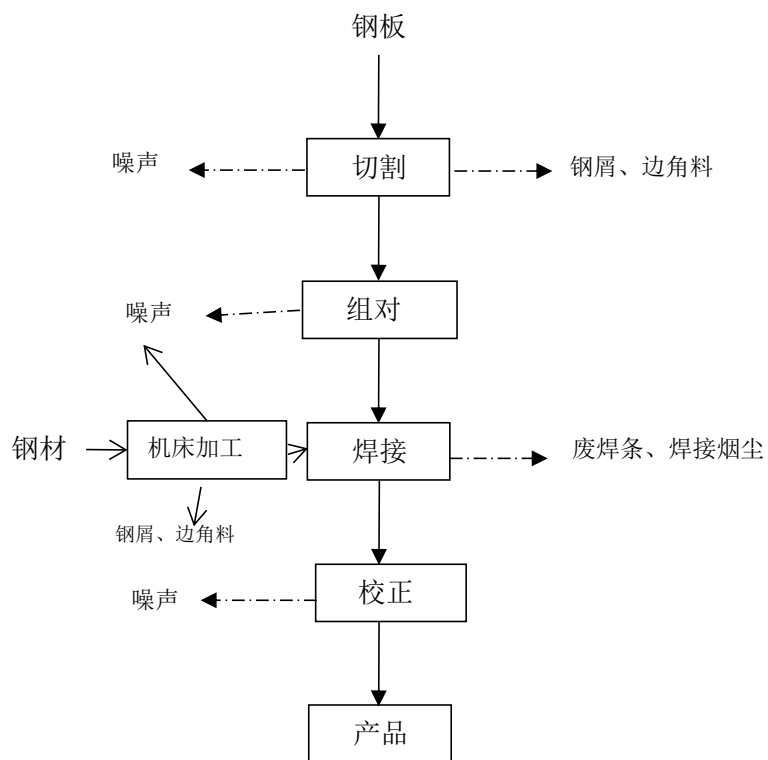 钢板
噪声
切割
钢屑、边角料
噪声
组对
钢材
机床加工
焊接
废焊条、焊接烟尘
钢屑、边角料
噪声
校正
产品